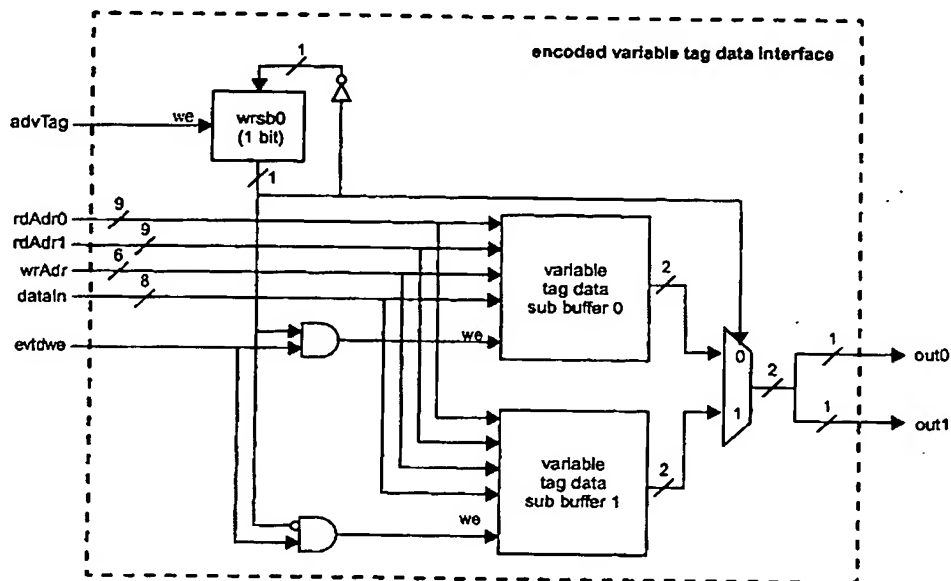 encoded variable tag data interface
1
advTag
we
wrsb0
(1 bit)
1
rdAdr0
9
rdAdr1
9
wrAdr
6
dataIn
8
evtdwe
variable
tag data
sub buffer 0
2
we
0
1
2
1
out0
1
out1
variable
tag data
sub buffer 1
2
we